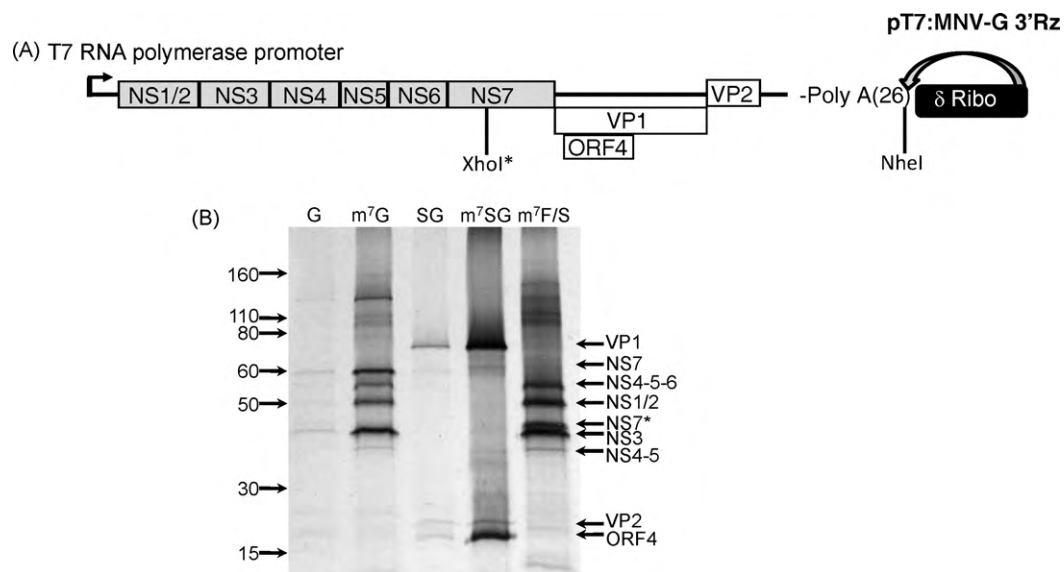 pT7:MNV-G 3'Rz
(A) T7 RNA polymerase promoter
NS1/2 NS3 NS4 NS5 NS6 NS7 VP2 -Poly A(26) δ Ribo
VP1
ORF4
XhoI* NheI
(B) G m⁷G SG m⁷SG m⁷F/S
160
110
80
VP1
NS7
60
NS4-5-6
50
NS1/2
NS7*
NS3
NS4-5
30
VP2
ORF4
15